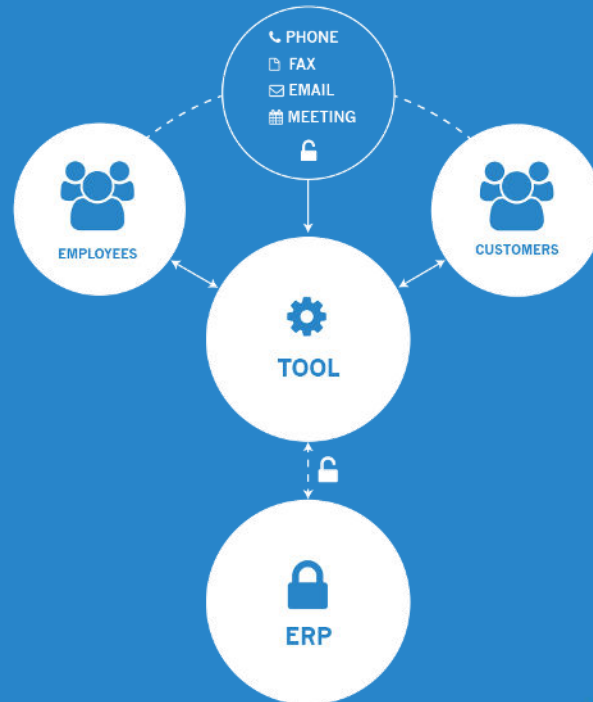 PHONE
FAX
EMAIL
MEETING
EMPLOYEES
CUSTOMERS
TOOL
ERP